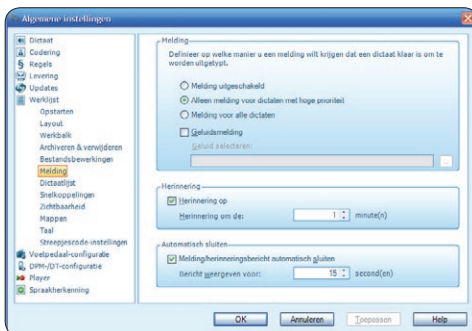 Algemene instellingen
Dictaat
Codering
Regels
Levering
Updates
Werklijst
Opstarten
Layout
Werkbalk
Archiveren & verwijderen
Bestandsbewerkingen
Melding
Dictaatlijst
Snelkoppelingen
Zichtbaarheid
Mappen
Taal
Streepjescode-instellingen
Voetpedaal-configuratie
DPM-/DT-configuratie
Player
Spraakherkenning
Melding
Definieer op welke manier u een melding wilt krijgen dat een dictaat klaar is om te
worden uitgetypt.
Melding uitgeschakeld
Alleen melding voor dictaten met hoge prioriteit
Melding voor alle dictaten
Geluidsmelding
Geluid selecteren:
...
Herinnering
Herinnering op
Herinnering om de: 1 minute(n)
Automatisch sluiten
Melding/herinneringsbericht automatisch sluiten
Bericht weergeven voor: 15 second(en)
OK Annuleren Toepassen Help